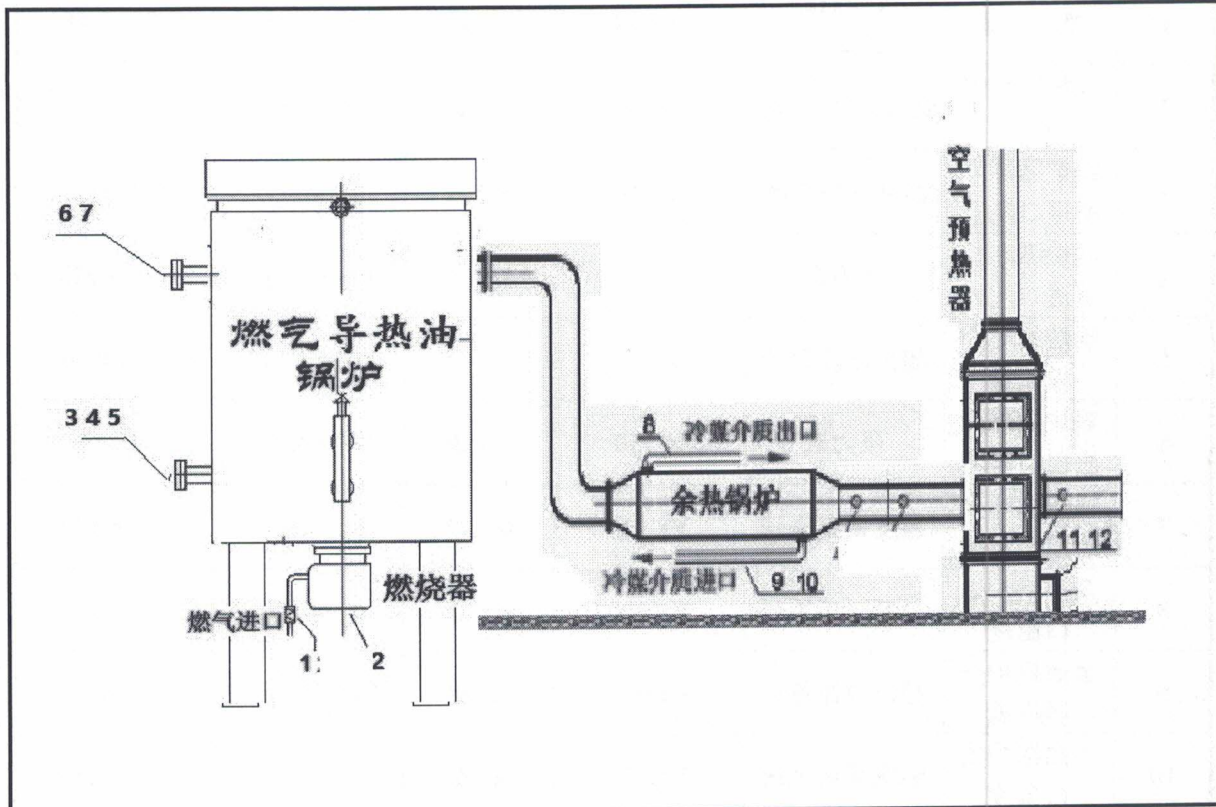 空气预热器
6 7
燃气导热油
锅炉
3 4 5
8
冷媒介质出口
余热锅炉
11 12
冷媒介质进口
9 10
燃烧器
燃气进口
1
2